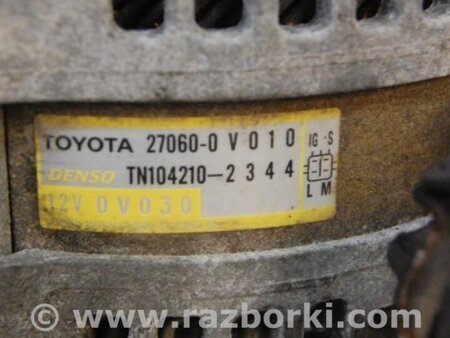 TOYOTA 27060-0V010 IG S
DENSO TN104210-2344
L M
12V 0V030
www.razborki.com